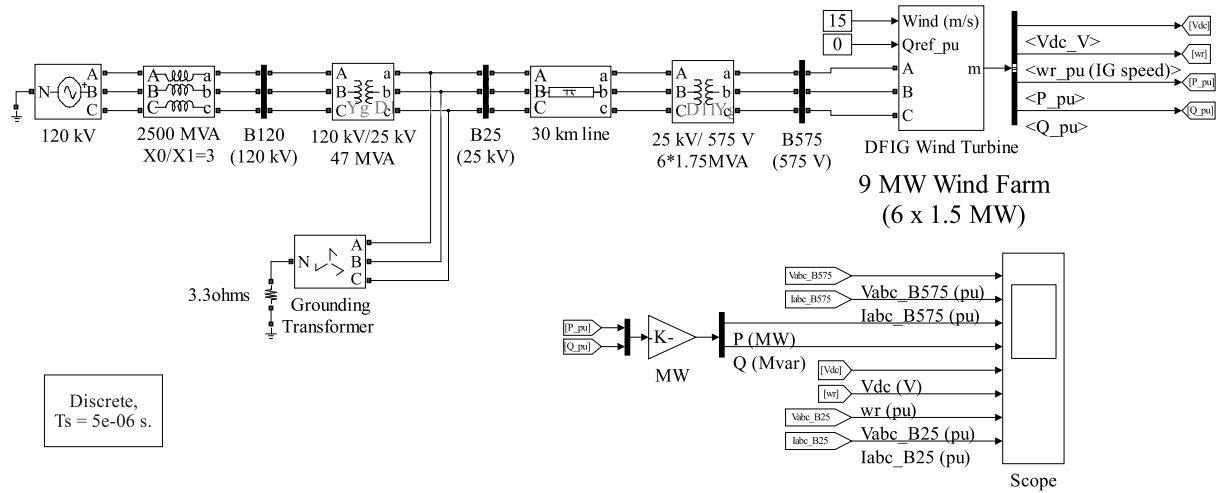 15
0
Wind (m/s)
Qref_pu
A
B
C
m
DFIG Wind Turbine
9 MW Wind Farm
(6 x 1.5 MW)
<Vdc_V>
<wr_pu (IG speed)>
<P_pu>
<Q_pu>
[Vdc]
[wr]
[P_pu]
[Q_pu]
N
A
B
C
120 kV
A a
B b
C c
2500 MVA
X0/X1=3
B120
(120 kV)
A a
B b
C c
120 kV/25 kV
47 MVA
B25
(25 kV)
A a
B b
C c
30 km line
A a
B b
C c
25 kV/ 575 V
6*1.75MVA
B575
(575 V)
N
A
B
C
3.3ohms
Grounding
Transformer
Discrete,
Ts = 5e-06 s.
[P_pu]
[Q_pu]
-K-
MW
Vabc_B575
Iabc_B575
Vabc_B575 (pu)
Iabc_B575 (pu)
P (MW)
Q (Mvar)
[Vdc]
Vdc (V)
[wr]
wr (pu)
Vabc_B25
Vabc_B25 (pu)
Iabc_B25
Iabc_B25 (pu)
Scope